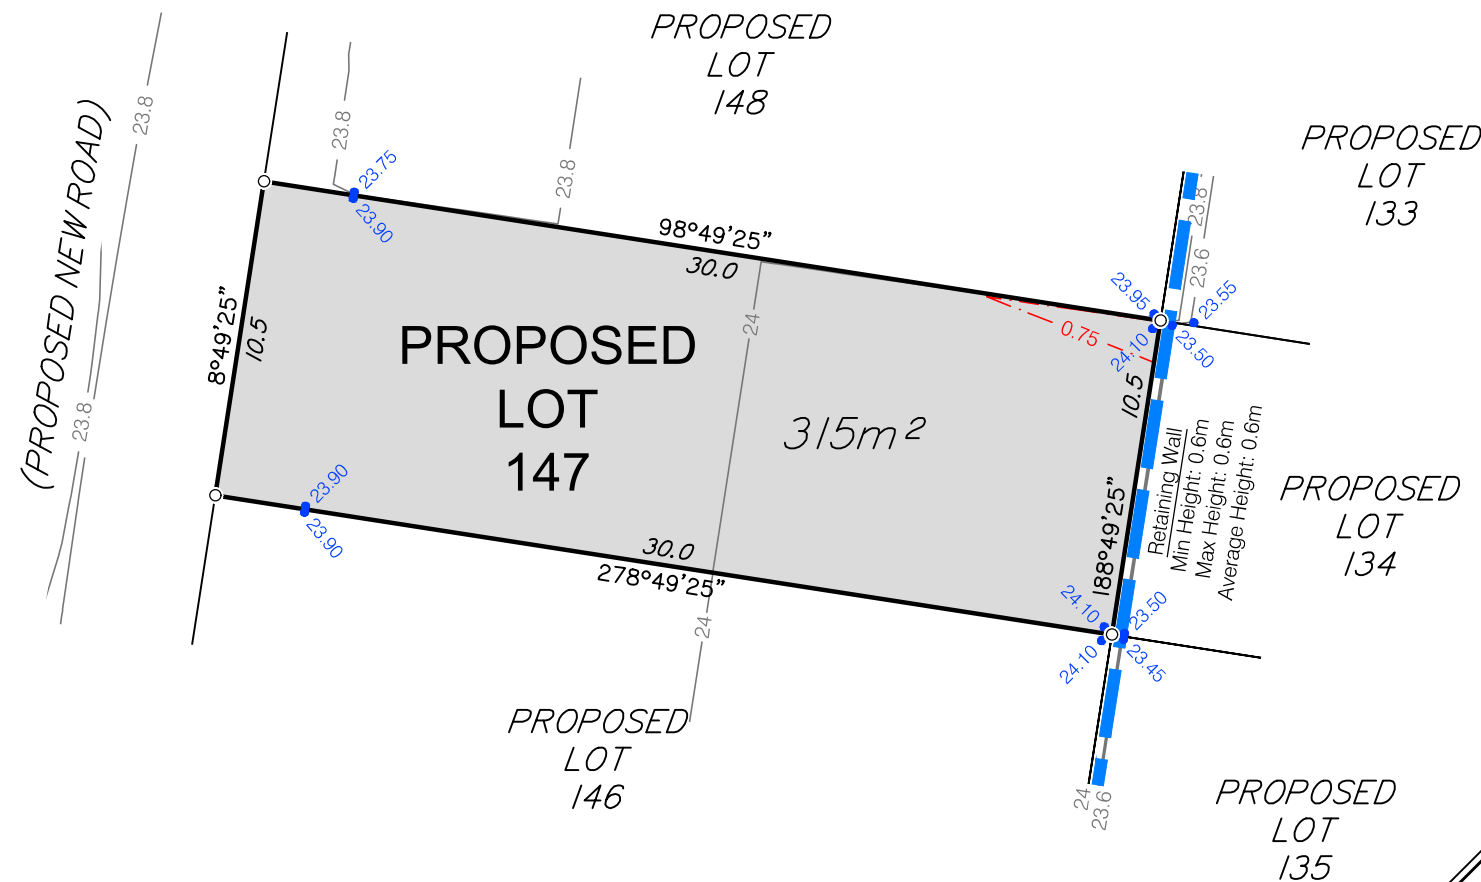 PROPOSED
LOT
148
PROPOSED
LOT
133
(PROPOSED NEW ROAD)
23.8
23.8
23.8
23.8
23.8
23.6
23.75
23.90
98°49'25"
30.0
23.95
23.55
24.10
23.50
0.75
8°49'25"
10.5
PROPOSED
LOT
147
24
315m²
10.5
188°49'25"
Retaining Wall
Min Height: 0.6m
Max Height: 0.6m
Average Height: 0.6m
PROPOSED
LOT
134
23.90
23.90
30.0
278°49'25"
24
24.10
23.50
24.10
23.45
PROPOSED
LOT
146
24
23.6
PROPOSED
LOT
135